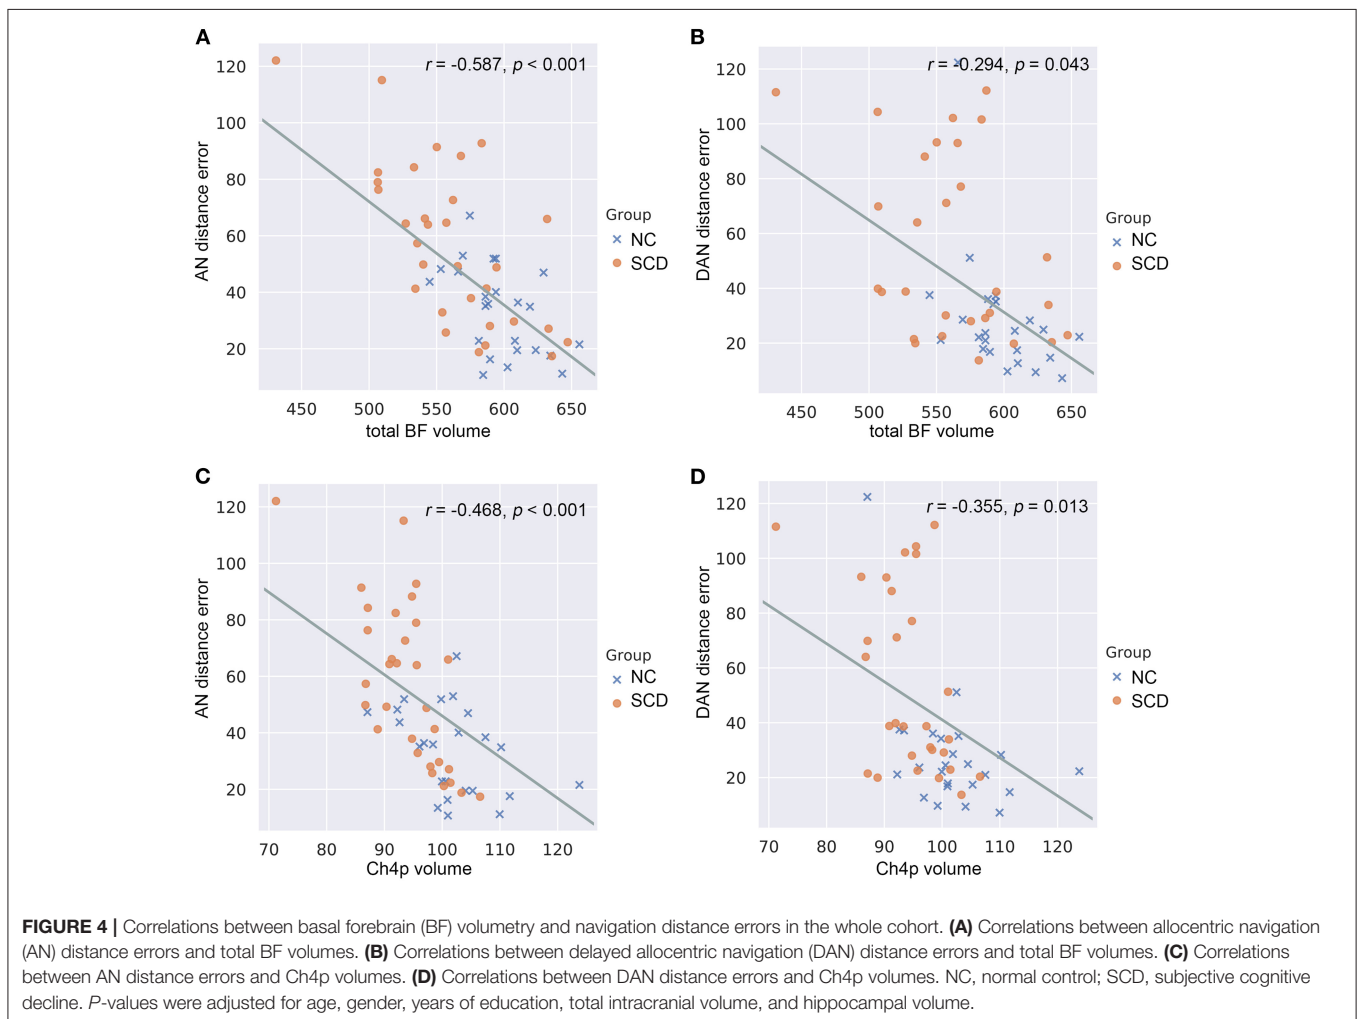 A
r = -0.587, p < 0.001
120
100
80
60
40
20
AN distance error
450 500 550 600 650
total BF volume
Group
NC
SCD
B
r = -0.294, p = 0.043
120
100
80
60
40
20
DAN distance error
450 500 550 600 650
total BF volume
Group
NC
SCD
C
r = -0.468, p < 0.001
120
100
80
60
40
20
AN distance error
70 80 90 100 110 120
Ch4p volume
Group
NC
SCD
D
r = -0.355, p = 0.013
120
100
80
60
40
20
DAN distance error
70 80 90 100 110 120
Ch4p volume
Group
NC
SCD
FIGURE 4 | Correlations between basal forebrain (BF) volumetry and navigation distance errors in the whole cohort. (A) Correlations between allocentric navigation
(AN) distance errors and total BF volumes. (B) Correlations between delayed allocentric navigation (DAN) distance errors and total BF volumes. (C) Correlations
between AN distance errors and Ch4p volumes. (D) Correlations between DAN distance errors and Ch4p volumes. NC, normal control; SCD, subjective cognitive
decline. P-values were adjusted for age, gender, years of education, total intracranial volume, and hippocampal volume.